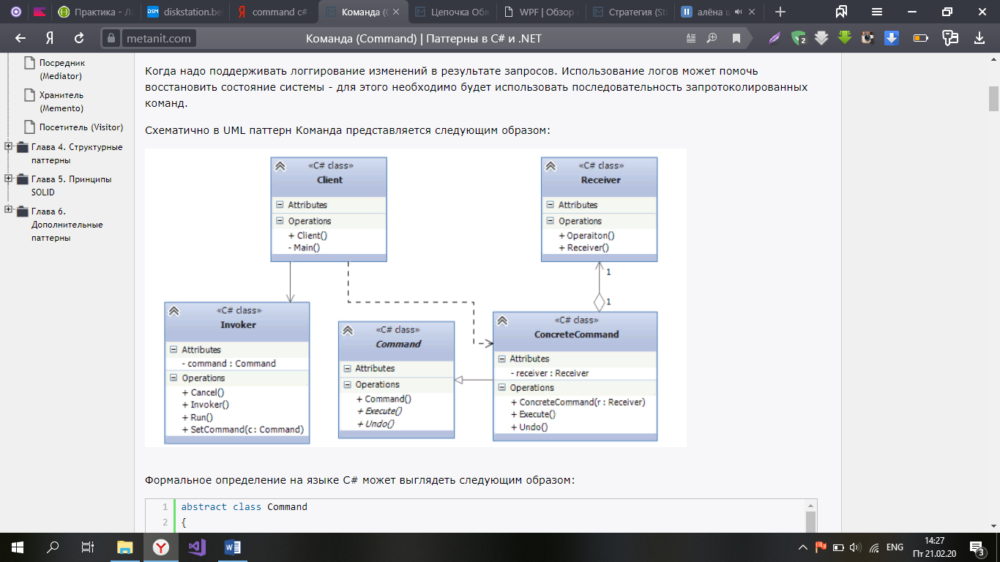 Практика - Ла
diskstation.be
command c# -
Команда (С
Цепочка Обя
WPF | Обзор
Стратегия (St
алёна ш
metanit.com
Команда (Command) | Паттерны в C# и .NET
2
Посредник
(Mediator)
Хранитель
(Memento)
Посетитель (Visitor)
Глава 4. Структурные
паттерны
Глава 5. Принципы
SOLID
Глава 6.
Дополнительные
паттерны
Когда надо поддерживать логгирование изменений в результате запросов. Использование логов может помочь
восстановить состояние системы - для этого необходимо будет использовать последовательность запротоколированных
команд.
Схематично в UML паттерн Команда представляется следующим образом:
«C# class»
Client
Attributes
Operations
+ Client()
- Main()
«C# class»
Receiver
Attributes
Operations
+ Operaiton()
+ Receiver()
1
1
«C# class»
Invoker
Attributes
- command : Command
Operations
+ Cancel()
+ Invoker()
+ Run()
+ SetCommand(c : Command)
«C# class»
Command
Attributes
Operations
+ Command()
+ Execute()
+ Undo()
«C# class»
ConcreteCommand
Attributes
- receiver : Receiver
Operations
+ ConcreteCommand(r : Receiver)
+ Execute()
+ Undo()
Формальное определение на языке C# может выглядеть следующим образом:
1 abstract class Command
2 {
ENG
14:27
Пт 21.02.20
3